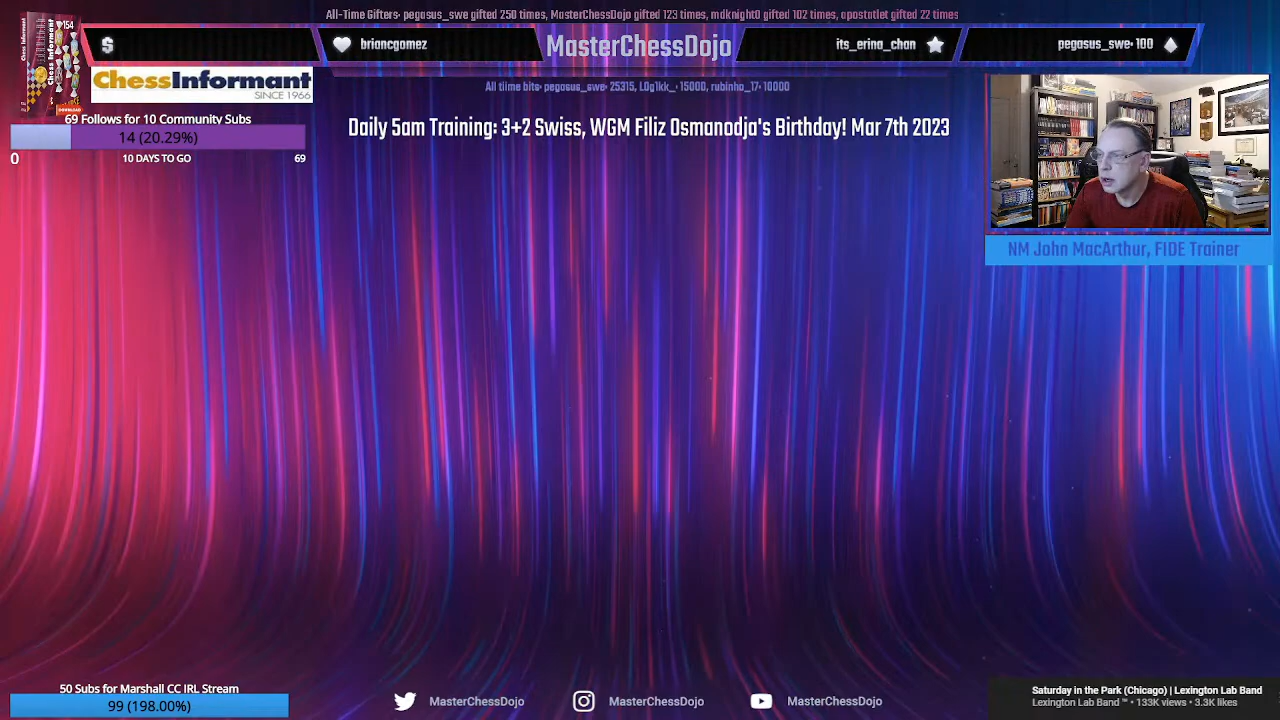 All-Time Gifters• pegasus_swe gifted 250 times, MasterChessDojo gifted 123 times, mdknight0 gifted 102 times, apostatlet gifted 22 times
$
briancgomez
MasterChessDojo
its_erina_chan
pegasus_swe• 100
Chess Informant
154
DOWNLOAD
ChessInformant
SINCE 1966
All time bits• pegasus_swe• 25315, L0g1kk_• 15000, rubinho_17• 10000
69 Follows for 10 Community Subs
14 (20.29%)
0
10 DAYS TO GO
69
Daily 5am Training: 3+2 Swiss, WGM Filiz Osmanodja's Birthday! Mar 7th 2023
NM John MacArthur, FIDE Trainer
50 Subs for Marshall CC IRL Stream
99 (198.00%)
MasterChessDojo
MasterChessDojo
MasterChessDojo
Saturday in the Park (Chicago) | Lexington Lab Band
Lexington Lab Band ™ • 133K views • 3.3K likes